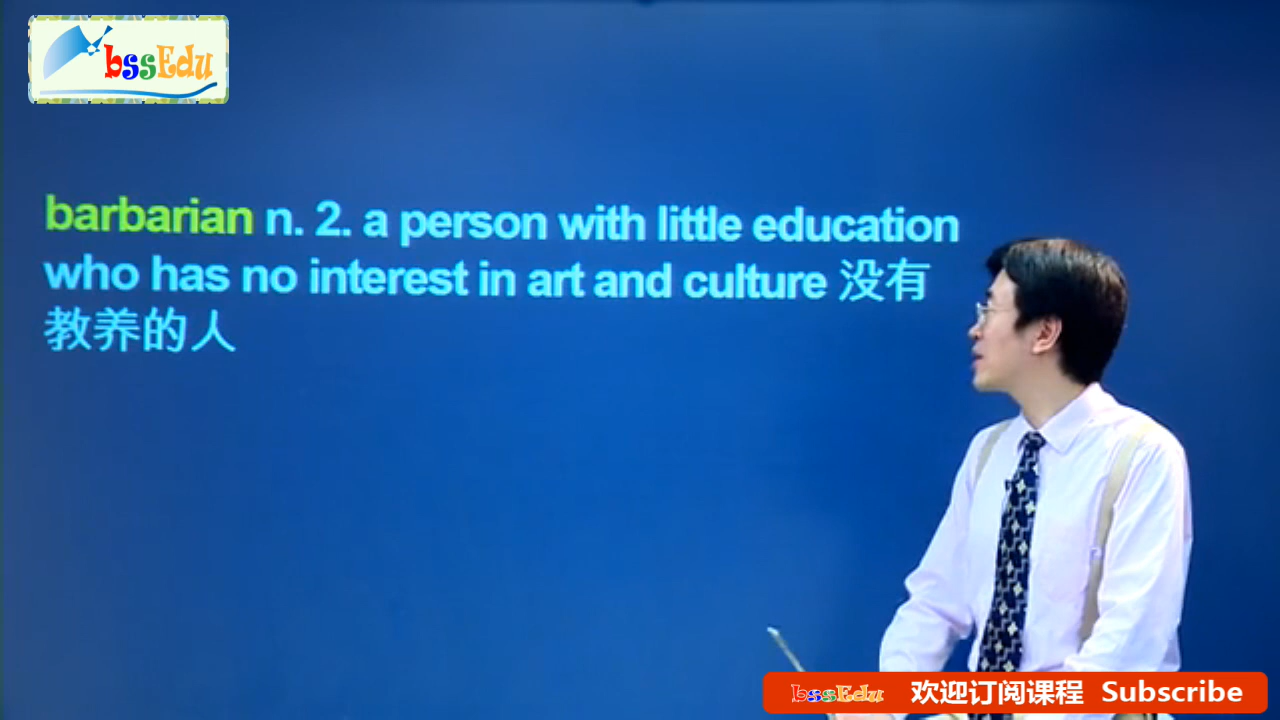 bssEdu
barbarian n. 2. a person with little education
who has no interest in art and culture 没有
教养的人
bssEdu 欢迎订阅课程 Subscribe